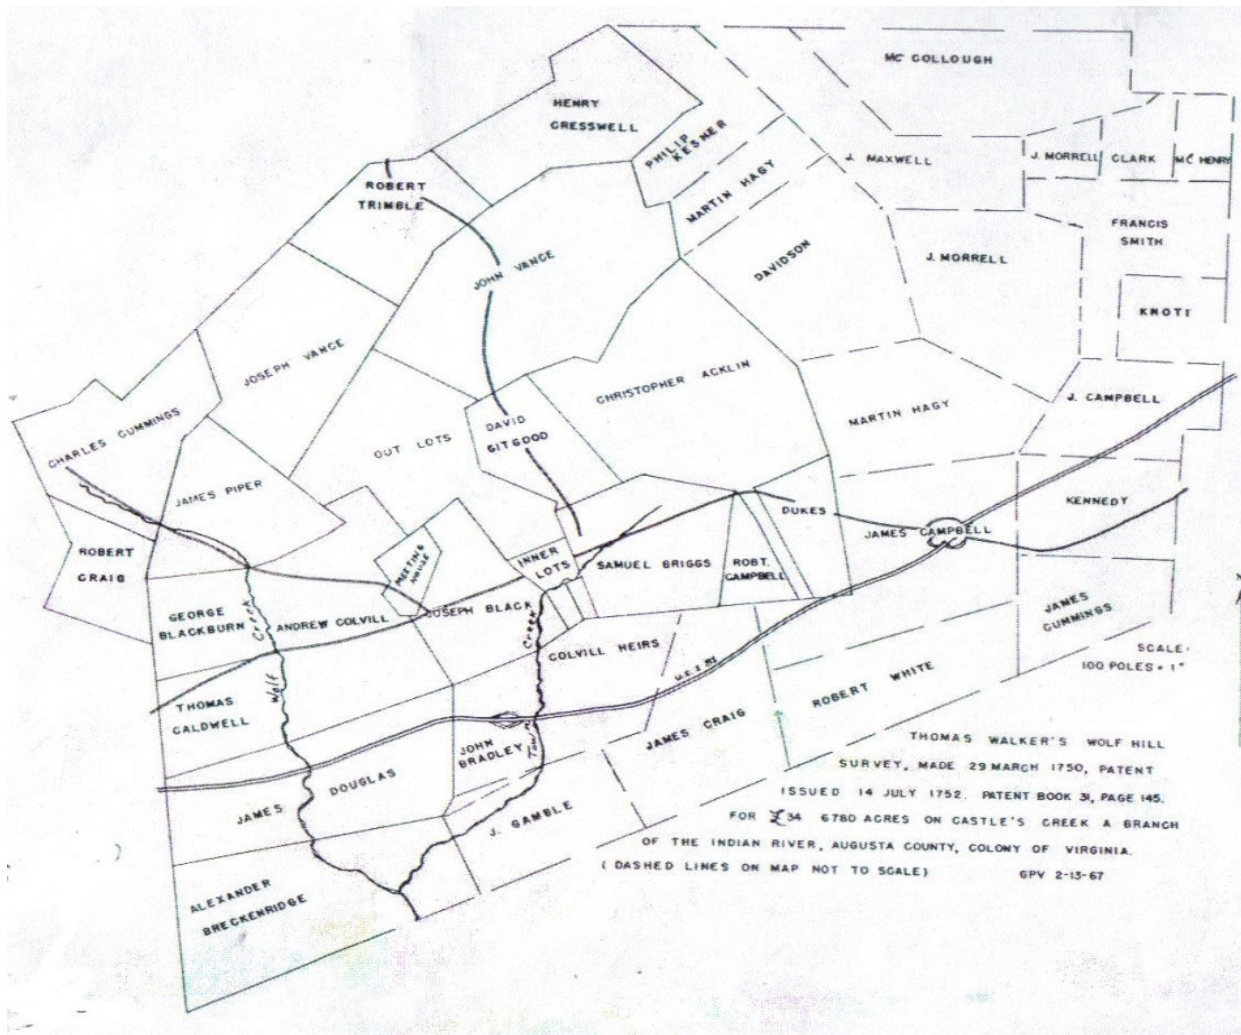 MC COLLOUGH
HENRY
CRESSWELL
PHILIP
KESNER
J. MAXWELL
J. MORRELL
CLARK
MC HENRY
ROBERT
TRIMBLE
MARTIN HAGY
FRANCIS
SMITH
DAVIDSON
J. MORRELL
JOHN VANCE
KNOTT
JOSEPH VANCE
CHRISTOPHER ACKLIN
J. CAMPBELL
CHARLES CUMMINGS
OUT LOTS
DAVID
GITGOOD
MARTIN HAGY
JAMES PIPER
KENNEDY
DUKES
JAMES CAMPBELL
ROBERT
CRAIG
MEETING
HOUSE
INNER
LOTS
SAMUEL BRIGGS
ROBT.
CAMPBELL
GEORGE
BLACKBURN
Creek
ANDREW COLVILL
JOSEPH BLACK
Creek
JAMES
CUMMINGS
COLVILL HEIRS
SCALE:
100 POLES = 1"
THOMAS
CALDWELL
Wolf
ROBERT WHITE
JOHN
BRADLEY
Town
JAMES CRAIG
JAMES DOUGLAS
J. GAMBLE
ALEXANDER
BRECKENRIDGE
THOMAS WALKER'S WOLF HILL
SURVEY, MADE 29 MARCH 1750, PATENT
ISSUED 14 JULY 1752. PATENT BOOK 31, PAGE 145.
FOR £34 6780 ACRES ON CASTLE'S CREEK A BRANCH
OF THE INDIAN RIVER, AUGUSTA COUNTY, COLONY OF VIRGINIA.
(DASHED LINES ON MAP NOT TO SCALE) GPV 2-13-67